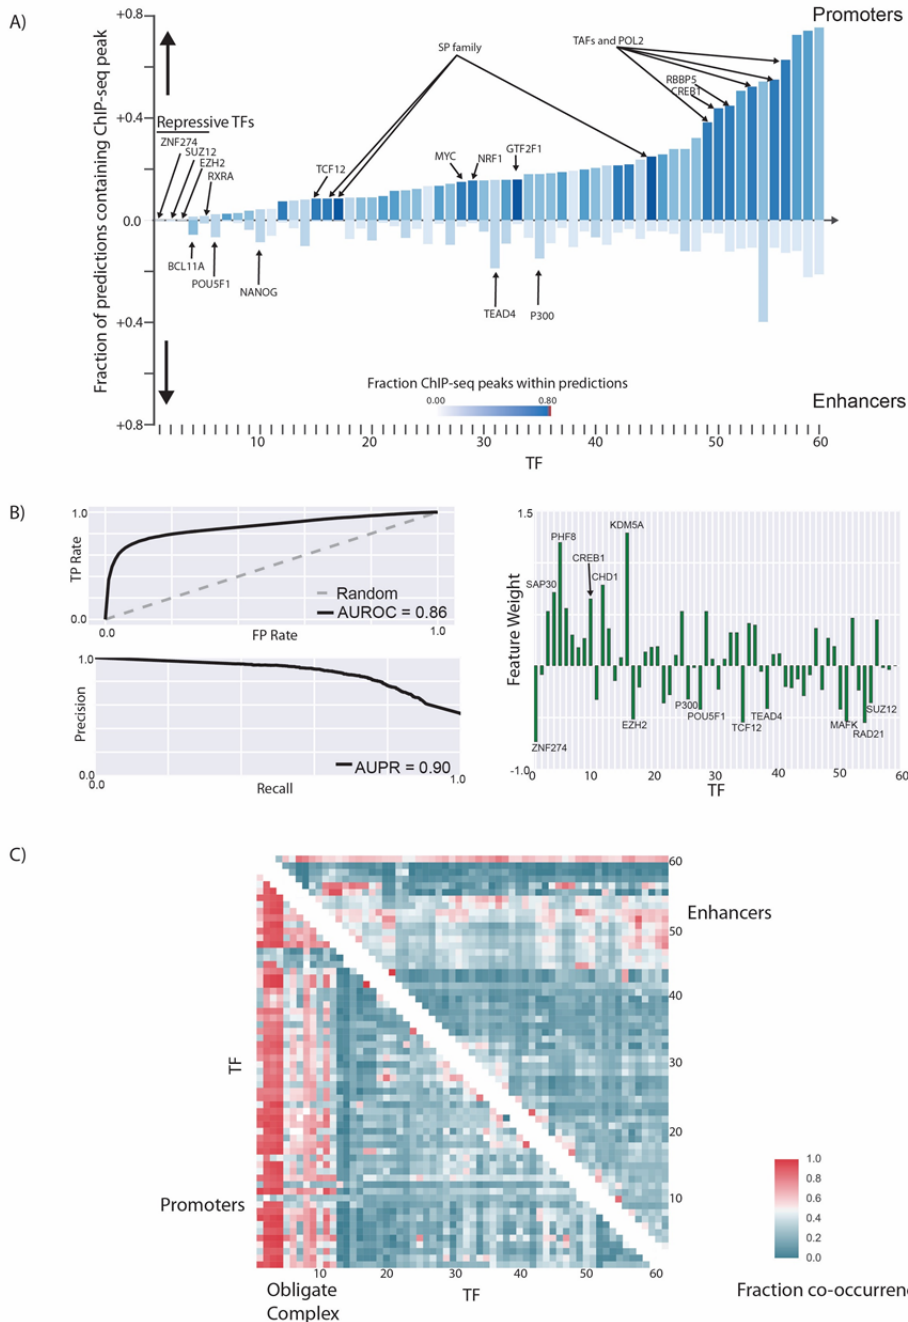 A)
Fraction of predictions containing ChIP-seq peak
+0.8
+0.4
0.0
+0.4
+0.8
Promoters
Repressive TFs
ZNF274
SUZ12
EZH2
RXRA
TCF12
SP family
MYC
NRF1
GTF2F1
TAFs and POL2
RBBP5
CREB1
BCL11A
POU5F1
NANOG
TEAD4
P300
Fraction ChIP-seq peaks within predictions
0.00
0.80
Enhancers
10
20
30
40
50
60
TF
B)
TP Rate
1.0
0.0
Random
AUROC = 0.86
0.0
FP Rate
1.0
Precision
1.0
0.0
AUPR = 0.90
0.0
Recall
1.0
Feature Weight
1.5
-1.0
KDM5A
PHF8
CREB1
SAP30
CHD1
P300
POU5F1
EZH2
TCF12
TEAD4
MAFK
SUZ12
RAD21
ZNF274
1
10
20
30
40
50
60
TF
C)
60
Enhancers
50
40
TF
30
20
10
Promoters
1.0
0.8
0.6
0.4
0.2
0.0
10
20
30
40
50
60
Obligate
Complex
TF
Fraction co-occurren